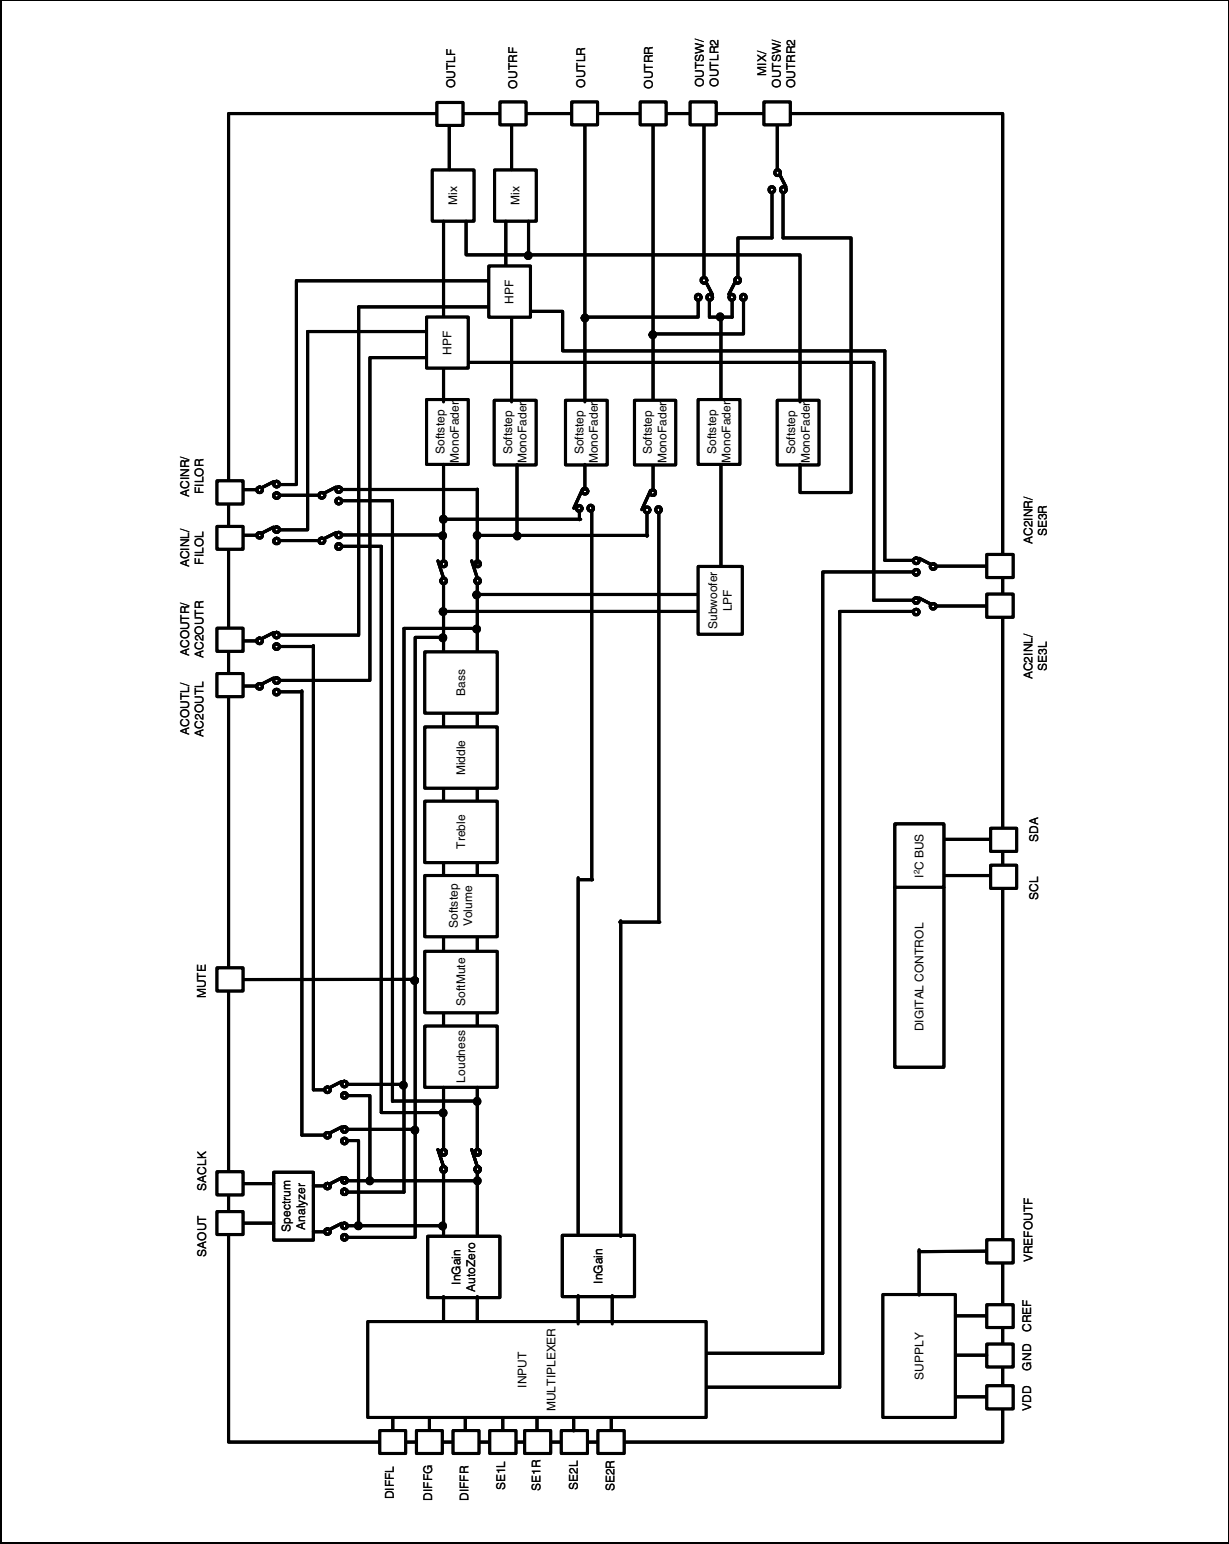 OUTLF
OUTRF
OUTLR
OUTRR
OUTSW/
OUTLR2
MIX/
OUTSW/
OUTRR2
Mix
Mix
HPF
HPF
Softstep
MonoFader
Softstep
MonoFader
Softstep
MonoFader
Softstep
MonoFader
Softstep
MonoFader
Softstep
MonoFader
ACINR/
FILOR
ACINL/
FILOL
ACOUTR/
AC2OUTR
ACOUTL/
AC2OUTL
MUTE
SACLK
SAOUT
AC2INR/
SE3R
AC2INL/
SE3L
Subwoofer
LPF
Bass
Middle
Treble
Softstep
Volume
SoftMute
Loudness
Spectrum
Analyzer
InGain
AutoZero
InGain
INPUT
MULTIPLEXER
I²C BUS
DIGITAL CONTROL
SDA
SCL
SUPPLY
VREFOUTF
CREF
GND
VDD
DIFFL
DIFFG
DIFFR
SE1L
SE1R
SE2L
SE2R